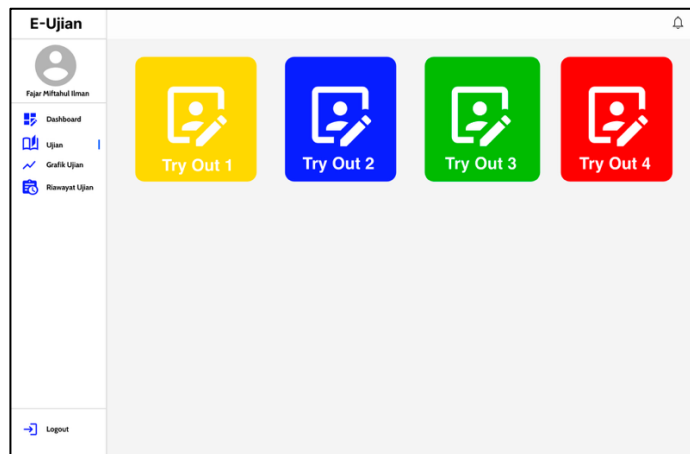 E-Ujian
Fajar Miftahul Ilman
Dashboard
Ujian
Grafik Ujian
Riawayat Ujian
Logout
Try Out 1
Try Out 2
Try Out 3
Try Out 4